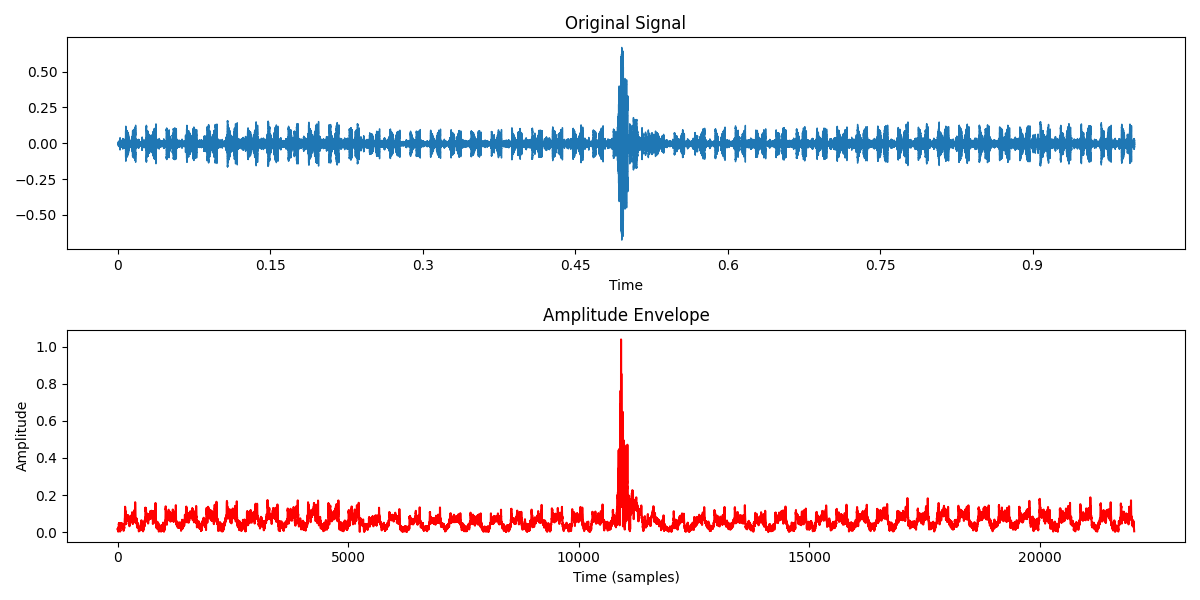 Original Signal
0.50
0.25
0.00
−0.25
−0.50
0 0.15 0.3 0.45 0.6 0.75 0.9
Time
Amplitude Envelope
Amplitude
1.0
0.8
0.6
0.4
0.2
0.0
0 5000 10000 15000 20000
Time (samples)